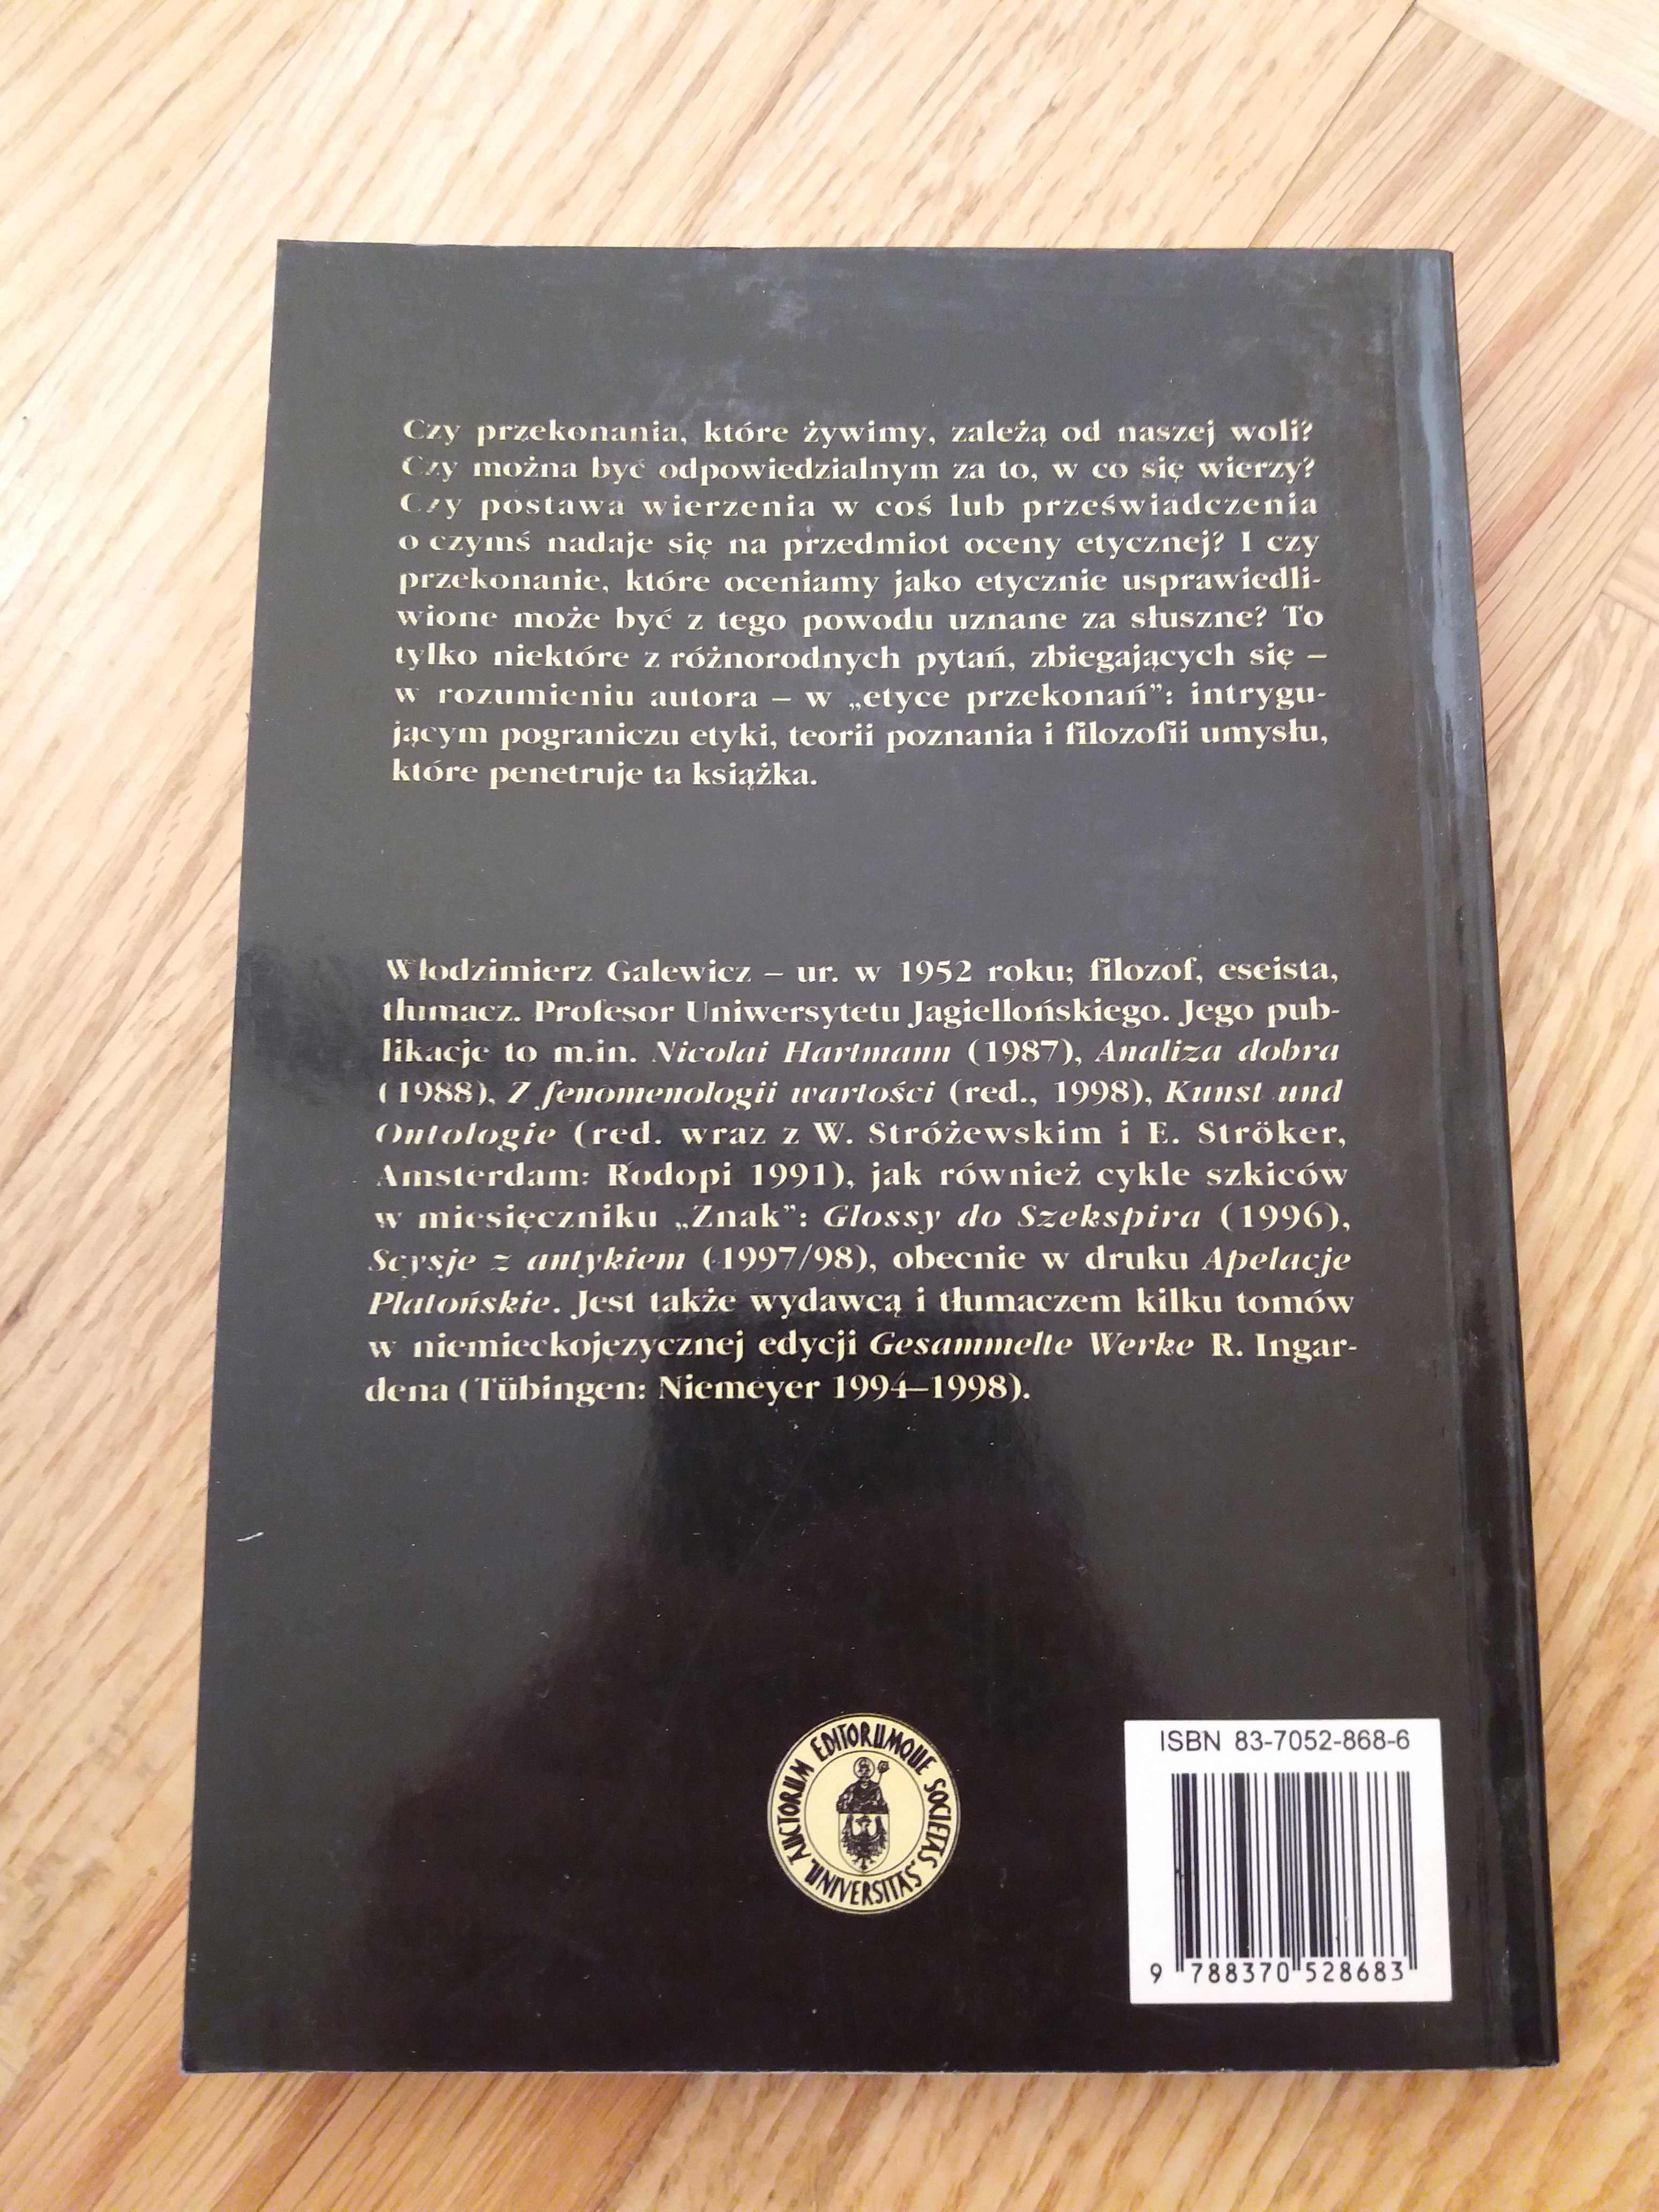 Czy przekonania, które żywimy, zależą od naszej woli?
Czy można być odpowiedzialnym za to, w co się wierzy?
Czy postawa wierzenia w coś lub przeświadczenia
o czymś nadaje się na przedmiot oceny etycznej? I czy
przekonanie, które oceniamy jako etycznie usprawiedli-
wione może być z tego powodu uznane za słuszne? To
tylko niektóre z różnorodnych pytań, zbiegających się –
w rozumieniu autora – w „etyce przekonań”: intrygu-
jącym pograniczu etyki, teorii poznania i filozofii umysłu,
które penetruje ta książka.
Włodzimierz Galewicz – ur. w 1952 roku; filozof, eseista,
tłumacz. Profesor Uniwersytetu Jagiellońskiego. Jego pub-
likacje to m.in. Nicolai Hartmann (1987), Analiza dobra
(1988), Z fenomenologii wartości (red., 1998), Kunst und
Ontologie (red. wraz z W. Stróżewskim i E. Ströker,
Amsterdam: Rodopi 1991), jak również cykle szkiców
w miesięczniku „Znak”: Glossy do Szekspira (1996),
Scysje z antykiem (1997/98), obecnie w druku Apelacje
Platońskie. Jest także wydawcą i tłumaczem kilku tomów
w niemieckojezycznej edycji Gesammelte Werke R. Ingar-
dena (Tübingen: Niemeyer 1994–1998).
AUCTORUM EDITORUMQUE SOCIETAS „UNIVERSITAS”
ISBN 83-7052-868-6
9 788370 528683